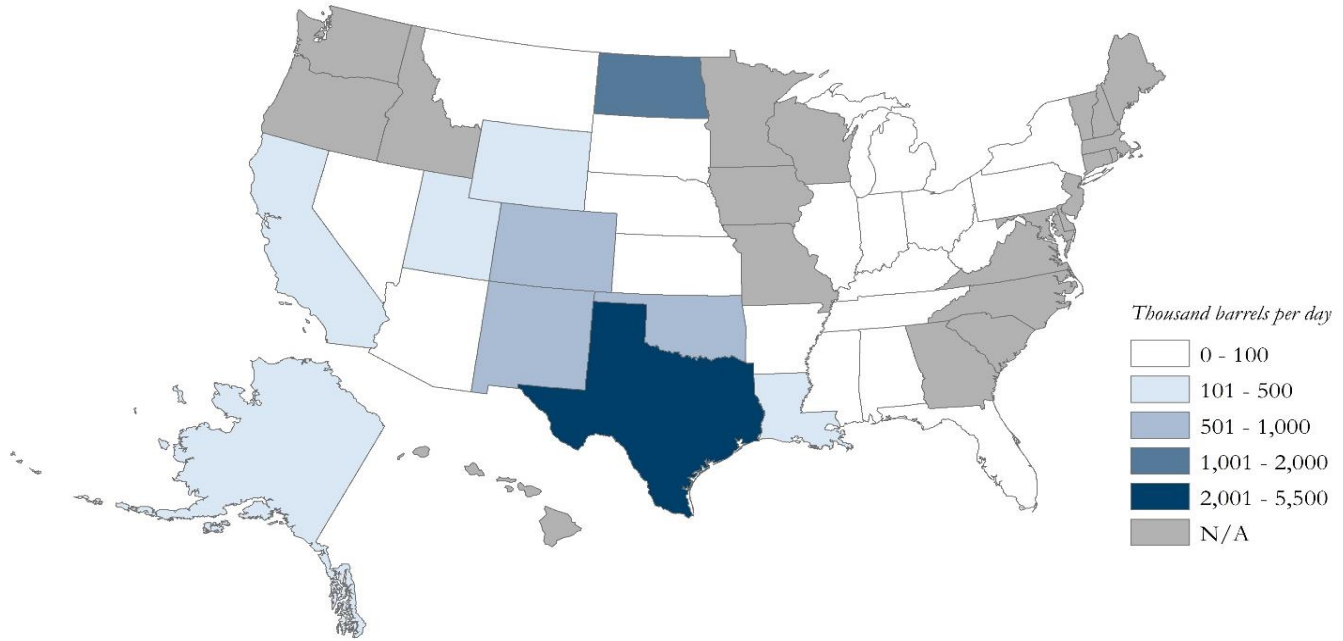 Thousand barrels per day
0 - 100
101 - 500
501 - 1,000
1,001 - 2,000
2,001 - 5,500
N/A